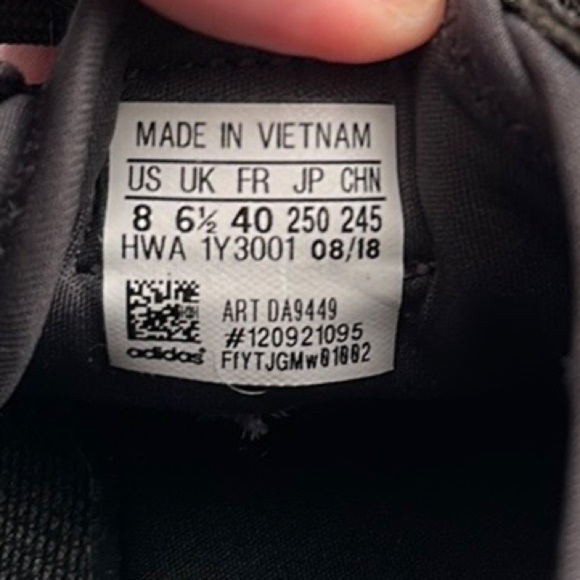 MADE IN VIETNAM
US UK FR JP CHN
8 6½ 40 250 245
HWA 1Y3001 08/18
ART DA9449
#120921095
adidas FfYTJGMw01002